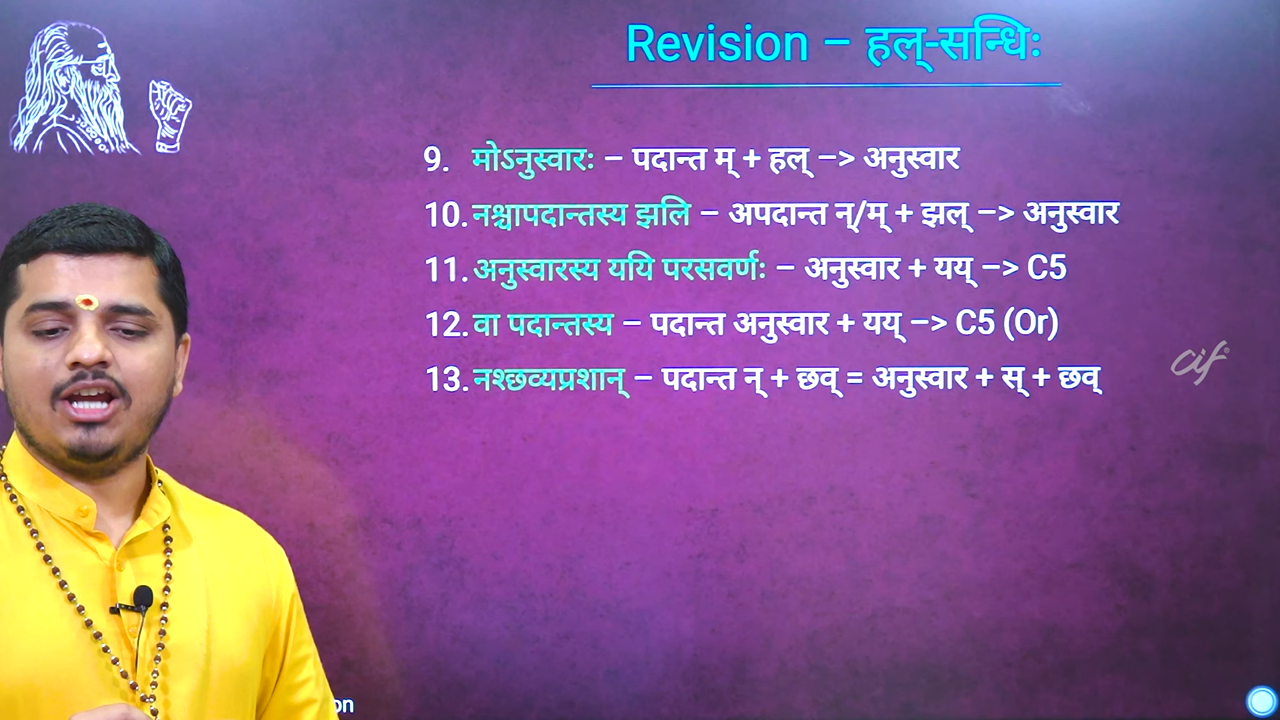 Revision – हल्-सन्धिः
9. मोऽनुस्वारः – पदान्त म् + हल् –> अनुस्वार
10. नश्चापदान्तस्य झलि – अपदान्त न्/म् + झल् –> अनुस्वार
11. अनुस्वारस्य ययि परसवर्णः – अनुस्वार + यय् –> C5
12. वा पदान्तस्य – पदान्त अनुस्वार + यय् –> C5 (Or)
13. नश्छव्यप्रशान् – पदान्त न् + छव् = अनुस्वार + स् + छव्
cif